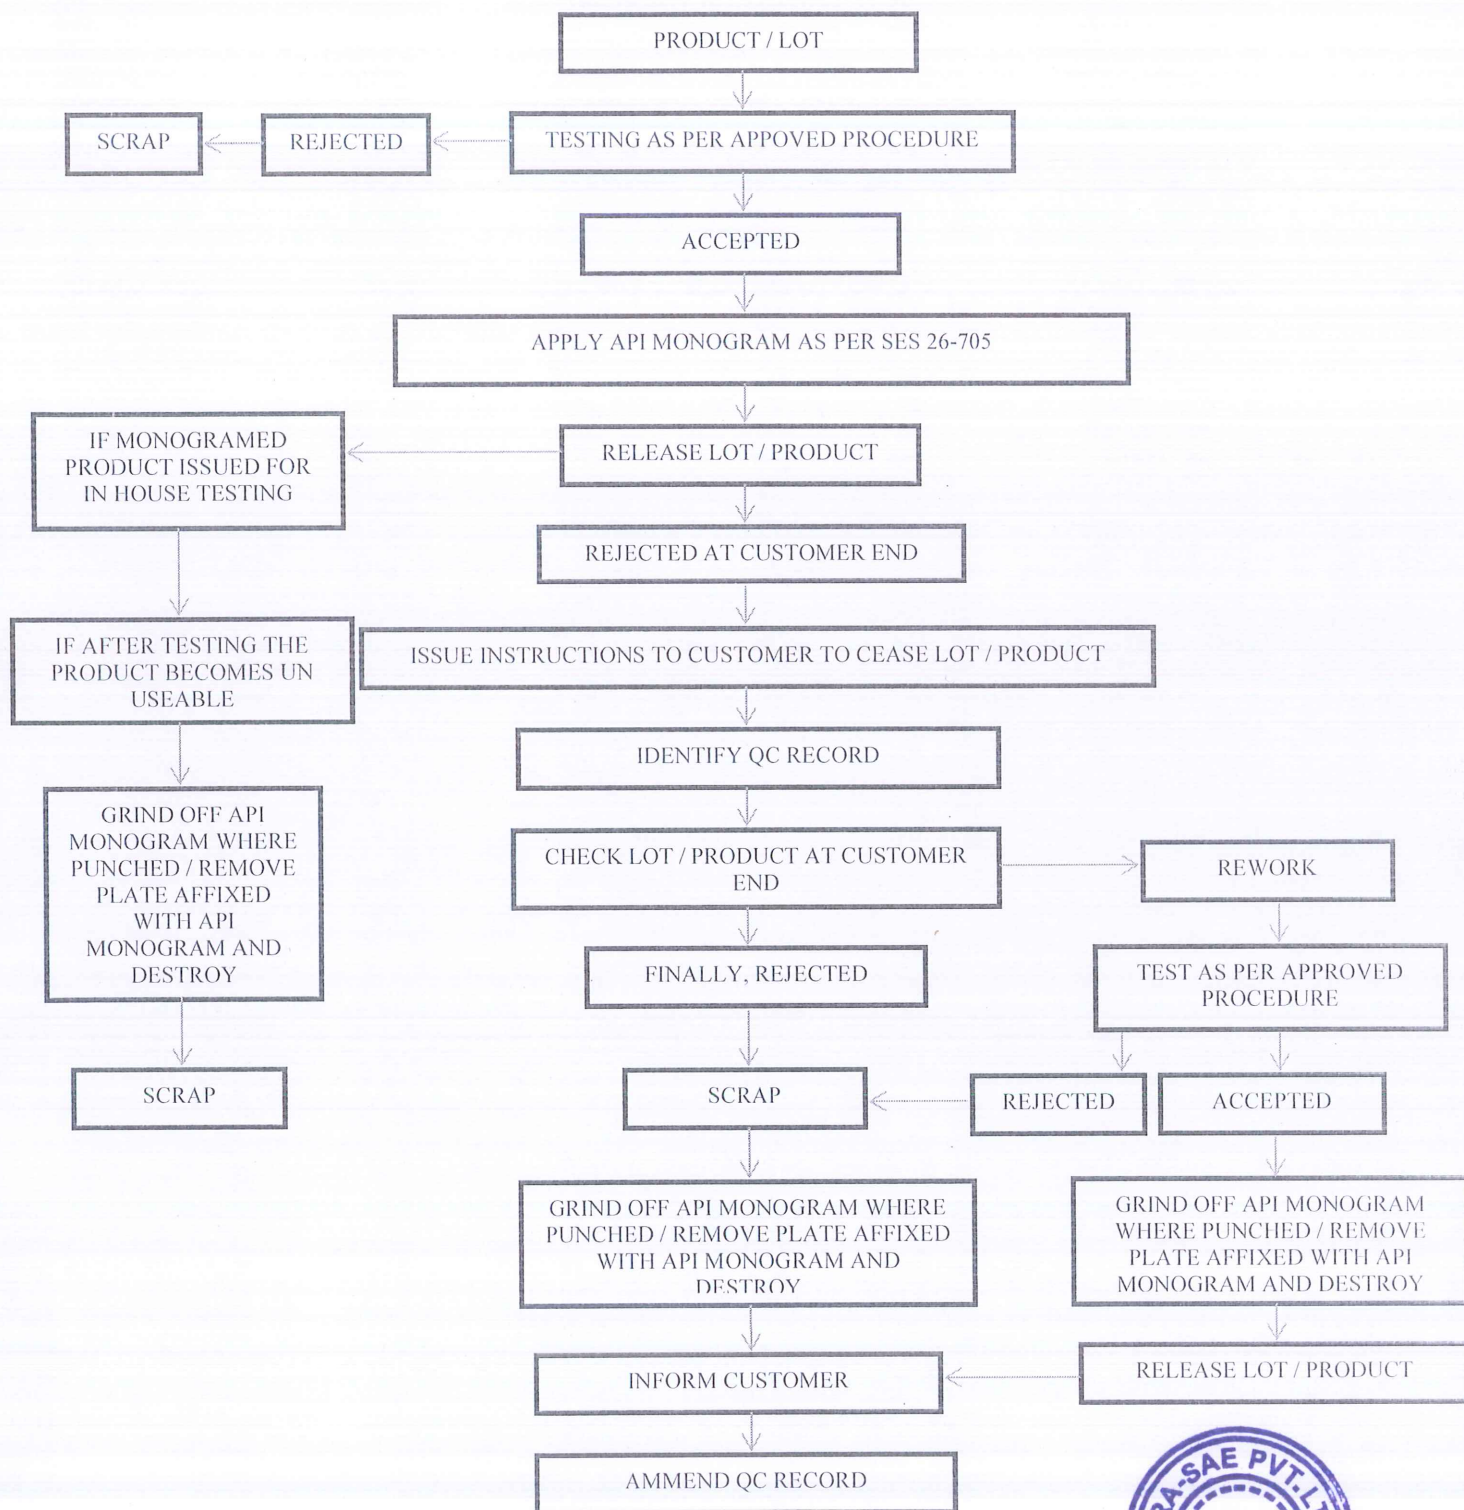 PRODUCT / LOT
SCRAP
REJECTED
TESTING AS PER APPOVED PROCEDURE
ACCEPTED
APPLY API MONOGRAM AS PER SES 26-705
IF MONOGRAMED
PRODUCT ISSUED FOR
IN HOUSE TESTING
RELEASE LOT / PRODUCT
REJECTED AT CUSTOMER END
IF AFTER TESTING THE
PRODUCT BECOMES UN
USEABLE
ISSUE INSTRUCTIONS TO CUSTOMER TO CEASE LOT / PRODUCT
IDENTIFY QC RECORD
GRIND OFF API
MONOGRAM WHERE
PUNCHED / REMOVE
PLATE AFFIXED
WITH API
MONOGRAM AND
DESTROY
CHECK LOT / PRODUCT AT CUSTOMER
END
REWORK
FINALLY, REJECTED
TEST AS PER APPROVED
PROCEDURE
SCRAP
SCRAP
REJECTED
ACCEPTED
GRIND OFF API MONOGRAM WHERE
PUNCHED / REMOVE PLATE AFFIXED
WITH API MONOGRAM AND
DESTROY
GRIND OFF API MONOGRAM
WHERE PUNCHED / REMOVE
PLATE AFFIXED WITH API
MONOGRAM AND DESTROY
INFORM CUSTOMER
RELEASE LOT / PRODUCT
AMMEND QC RECORD
SAE PVT.